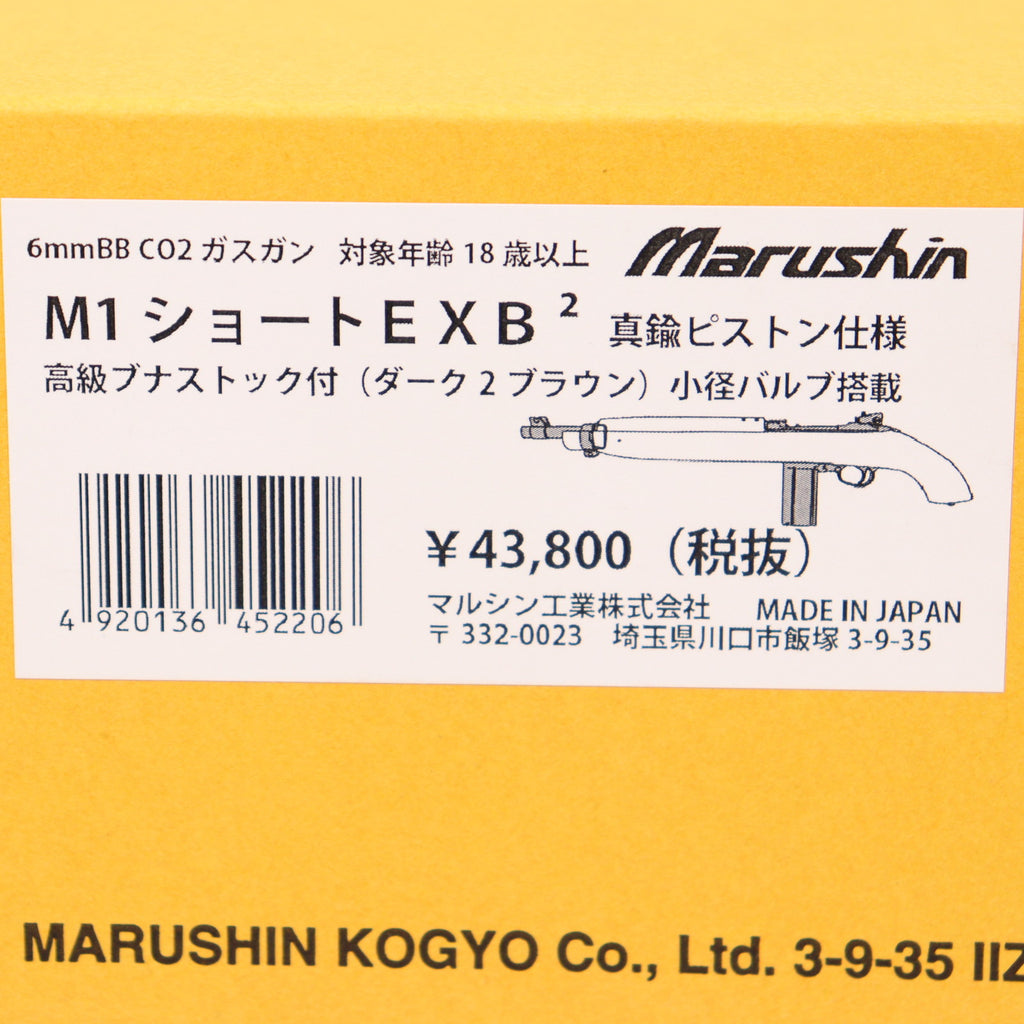 6mmBB CO2 ガスガン 対象年齢 18 歳以上 Marushin
M1 ショートＥＸＢ² 真鍮ピストン仕様
高級ブナストック付（ダーク 2 ブラウン）小径バルブ搭載
￥43,800（税抜）
4 920136 452206
マルシン工業株式会社 MADE IN JAPAN
〒 332-0023 埼玉県川口市飯塚 3-9-35
MARUSHIN KOGYO Co., Ltd. 3-9-35 IIZ